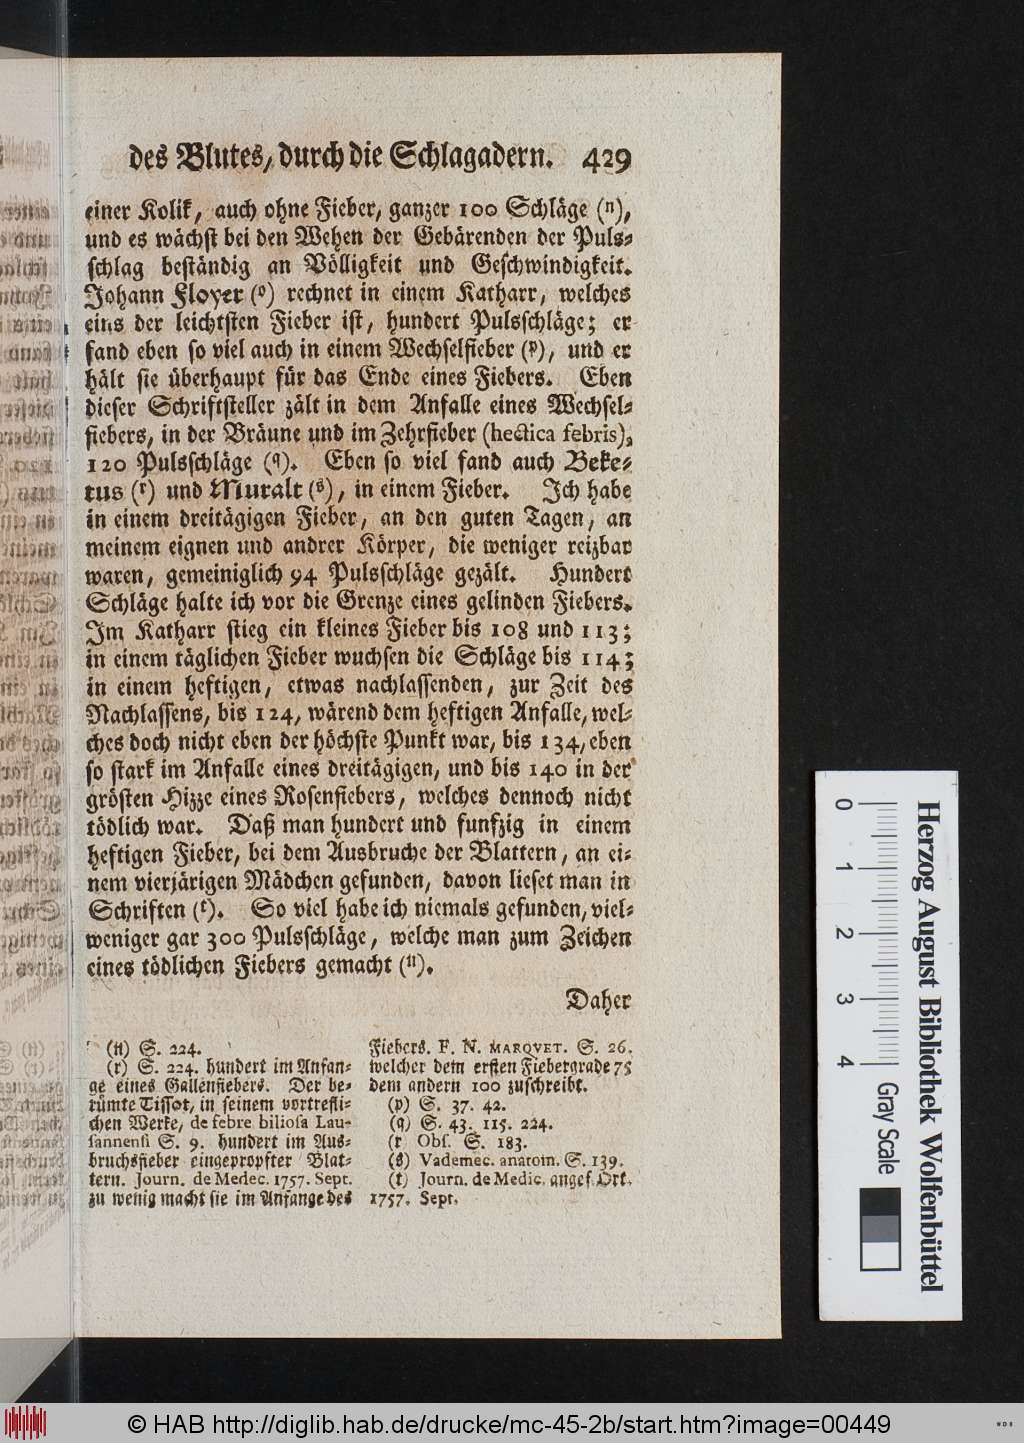 des Blutes, durch die Schlagadern. 429
einer Kolik, auch ohne Fieber, ganzer 100 Schläge (n),
und es wächst bei den Wehen der Gebärenden der Puls⸗
schlag beständig an Völligkeit und Geschwindigkeit.
Johann Floyer (o) rechnet in einem Katharr, welches
eins der leichtsten Fieber ist, hundert Pulsschläge; er
fand eben so viel auch in einem Wechselfieber (p), und er
hält sie überhaupt für das Ende eines Fiebers. Eben
dieser Schriftsteller zält in dem Anfalle eines Wechsel⸗
fiebers, in der Bräune und im Zehrfieber (hectica febris),
120 Pulsschläge (q). Eben so viel fand auch Beke⸗
tus (r) und Muralt (s), in einem Fieber. Ich habe
in einem dreitägigen Fieber, an den guten Tagen, an
meinem eignen und andrer Körper, die weniger reizbar
waren, gemeiniglich 94 Pulsschläge gezält. Hundert
Schläge halte ich vor die Grenze eines gelinden Fiebers.
Im Katharr stieg ein kleines Fieber bis 108 und 113;
in einem täglichen Fieber wuchsen die Schläge bis 114;
in einem heftigen, etwas nachlassenden, zur Zeit des
Nachlassens, bis 124, wärend dem heftigen Anfalle, wel⸗
ches doch nicht eben der höchste Punkt war, bis 134, eben
so stark im Anfalle eines dreitägigen, und bis 140 in der
grösten Hizze eines Rosenfiebers, welches dennoch nicht
tödlich war. Daß man hundert und funfzig in einem
heftigen Fieber, bei dem Ausbruche der Blattern, an ei⸗
nem vierjärigen Mädchen gefunden, davon lieset man in
Schriften (t). So viel habe ich niemals gefunden, viel⸗
weniger gar 300 Pulsschläge, welche man zum Zeichen
eines tödlichen Fiebers gemacht (u).
Daher
(n) S. 224.
(r) S. 224. hundert im Anfan⸗
ge eines Gallenfiebers. Der be⸗
rümte Tissot, in seinem vortrefli⸗
chen Werke, de febre biliosa Lau-
sannensi S. 9. hundert im Aus⸗
bruchsfieber eingepropfter Blat⸗
tern. Journ. de Medec. 1757. Sept.
zu wenig macht sie im Anfange des
Fiebers. F. N. MARQVET. S. 26.
welcher dem ersten Fiebergrade 75
dem andern 100 zuschreibt.
(p) S. 37. 42.
(q) S. 43. 115. 224.
(r Obs. S. 183.
(s) Vademec. anatom. S. 139.
(t) Journ. de Medic. angef. Ort.
1757. Sept.
Herzog August Bibliothek Wolfenbüttel
0 1 2 3 4 Gray Scale
© HAB http://diglib.hab.de/drucke/mc-45-2b/start.htm?image=00449